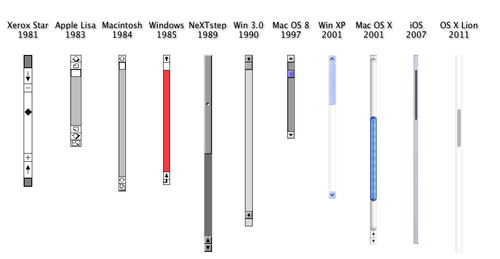 Xerox Star Apple Lisa Macintosh Windows NeXTstep Win 3.0 Mac OS 8 Win XP Mac OS X iOS OS X Lion
1981 1983 1984 1985 1989 1990 1997 2001 2001 2007 2011